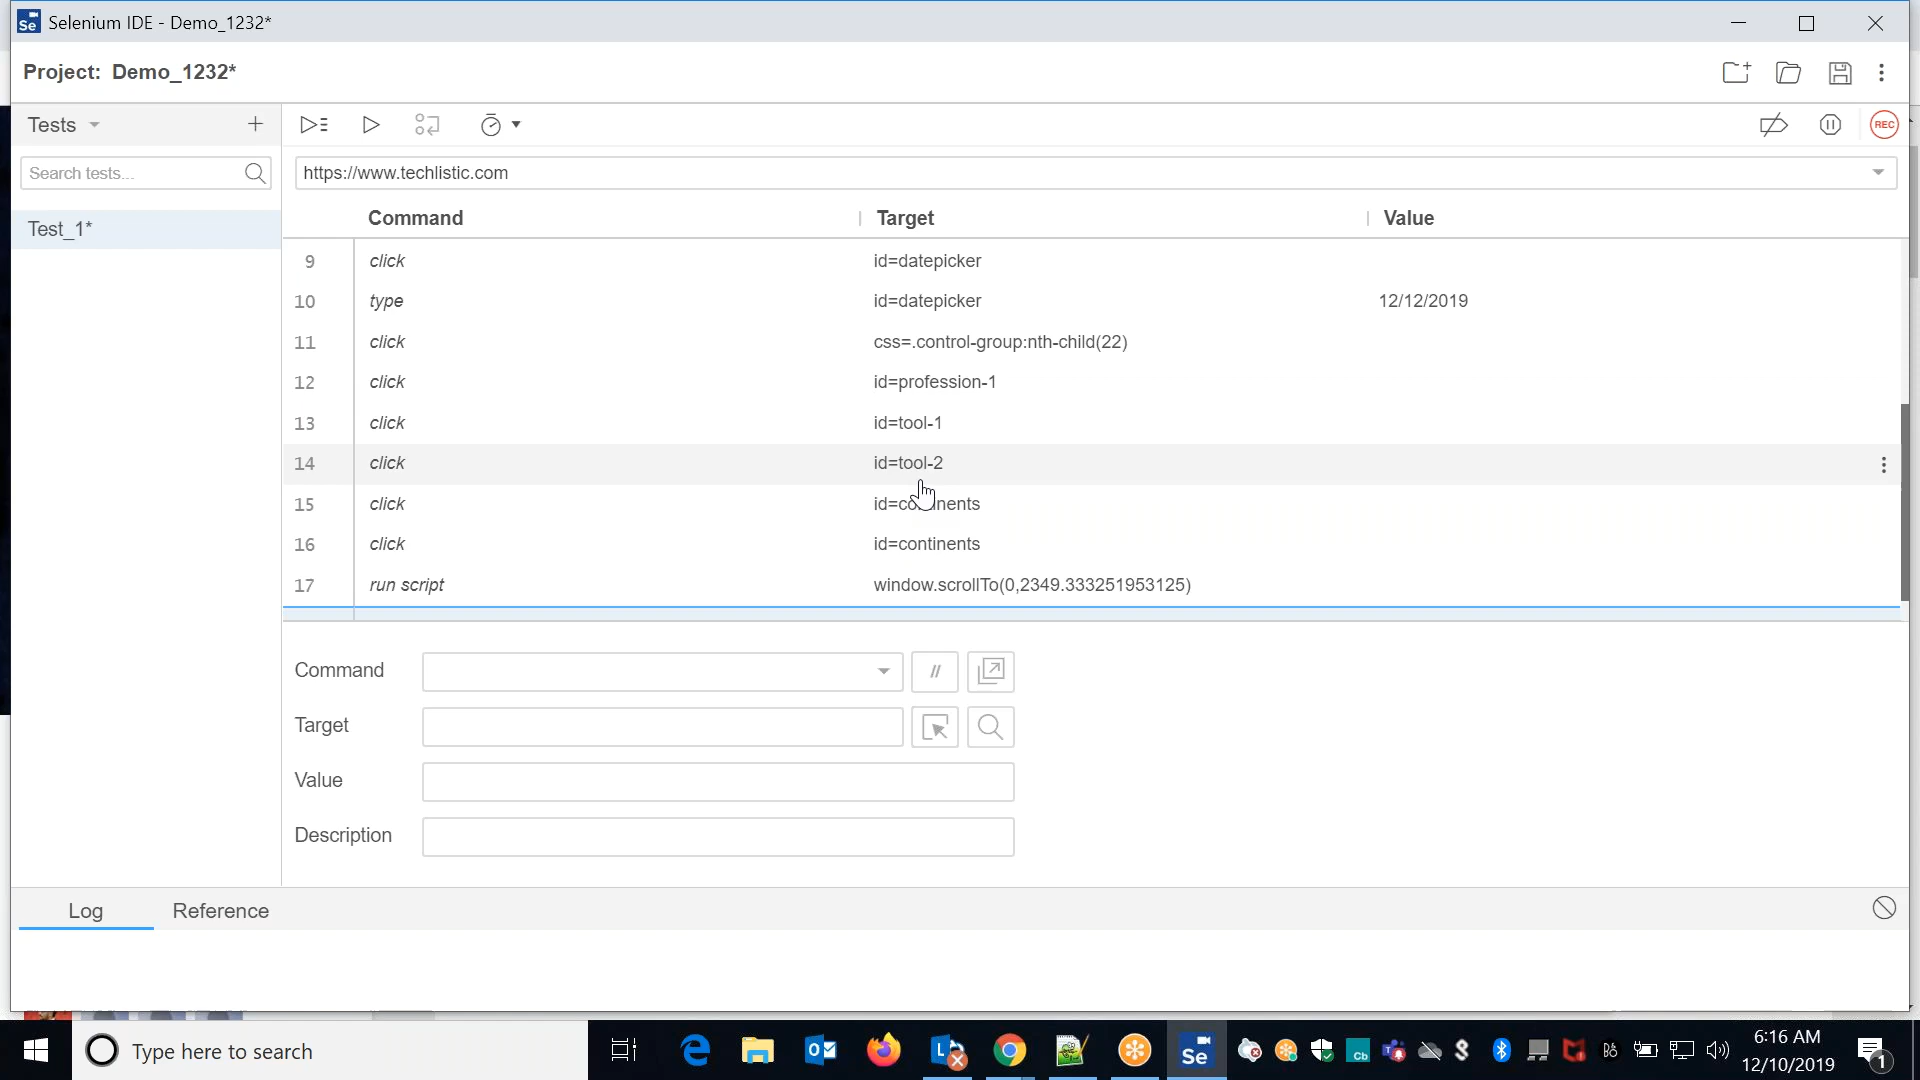 Selenium IDE - Demo_1232*
Project: Demo_1232*
Tests
REC
Search tests...
https://www.techlistic.com
Test_1*
Command Target Value
9 click id=datepicker
10 type id=datepicker 12/12/2019
11 click css=.control-group:nth-child(22)
12 click id=profession-1
13 click id=tool-1
14 click id=tool-2
15 click
16 click id=continents
17 run script window.scrollTo(0,2349.333251953125)
Command
//
Target
Value
Description
Log Reference
Type here to search
Se
Cb
6:16 AM
12/10/2019
1